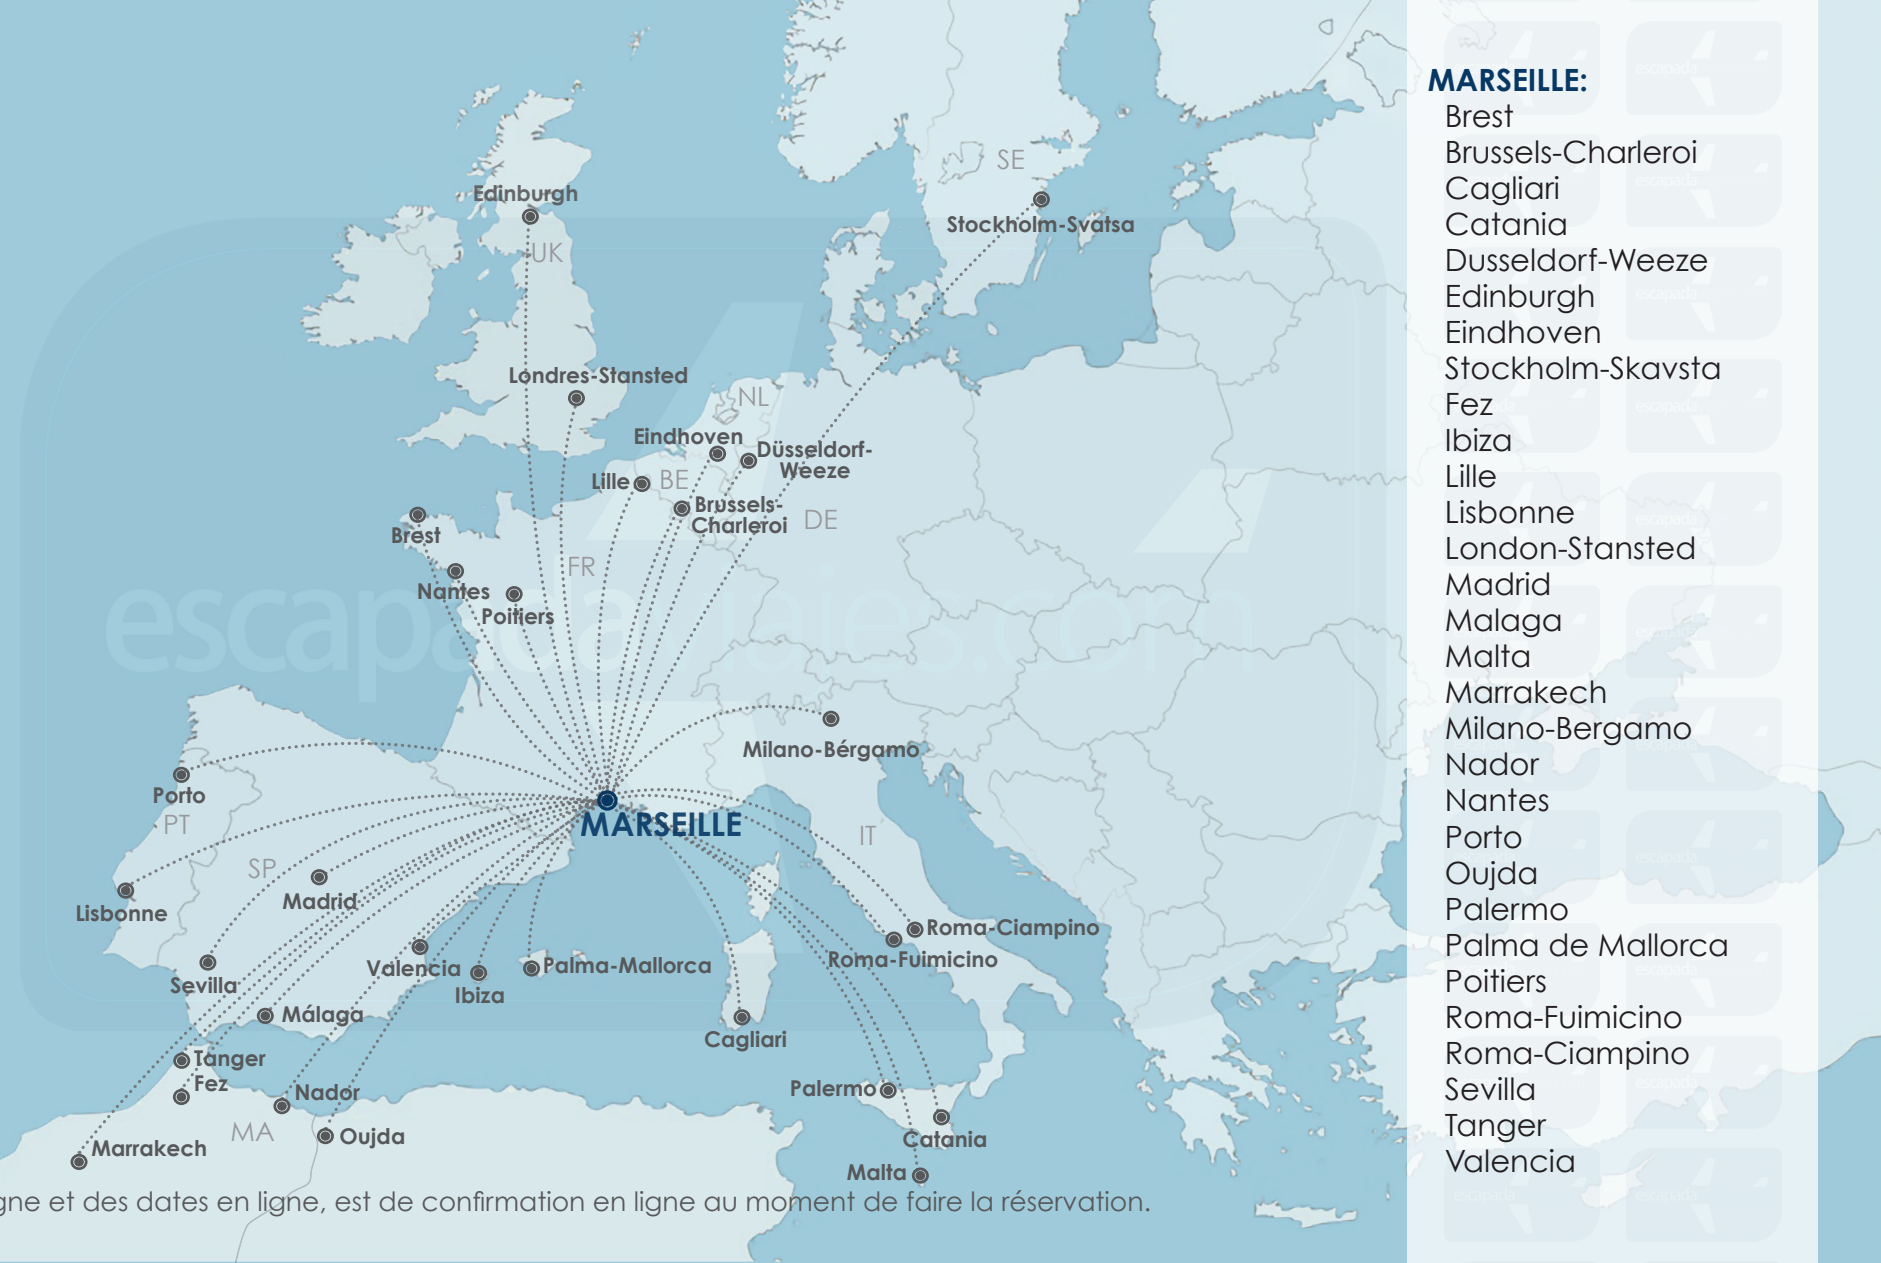 Edinburgh
UK
SE
Stockholm-Svatsa
Londres-Stansted
NL
Eindhoven
Düsseldorf-
Weeze
Lille
BE
Brussels-
Charleroi
DE
Brest
FR
Nantes
Poitiers
escapadaviajes.com
Milano-Bérgamo
Porto
PT
MARSEILLE
IT
SP
Madrid
Lisbonne
Roma-Ciampino
Roma-Fuimicino
Valencia
Palma-Mallorca
Sevilla
Ibiza
Málaga
Cagliari
Tanger
Fez
Nador
Palermo
MA
Oujda
Catania
Marrakech
Malta
gne et des dates en ligne, est de confirmation en ligne au moment de faire la réservation.
MARSEILLE:
Brest
Brussels-Charleroi
Cagliari
Catania
Dusseldorf-Weeze
Edinburgh
Eindhoven
Stockholm-Skavsta
Fez
Ibiza
Lille
Lisbonne
London-Stansted
Madrid
Malaga
Malta
Marrakech
Milano-Bergamo
Nador
Nantes
Porto
Oujda
Palermo
Palma de Mallorca
Poitiers
Roma-Fuimicino
Roma-Ciampino
Sevilla
Tanger
Valencia